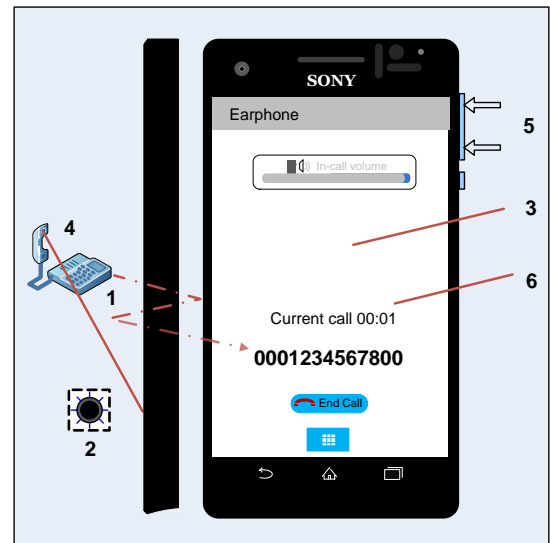 SONY
Earphone
5
In-call volume
3
4
6
1
Current call 00:01
0001234567800
End Call
2